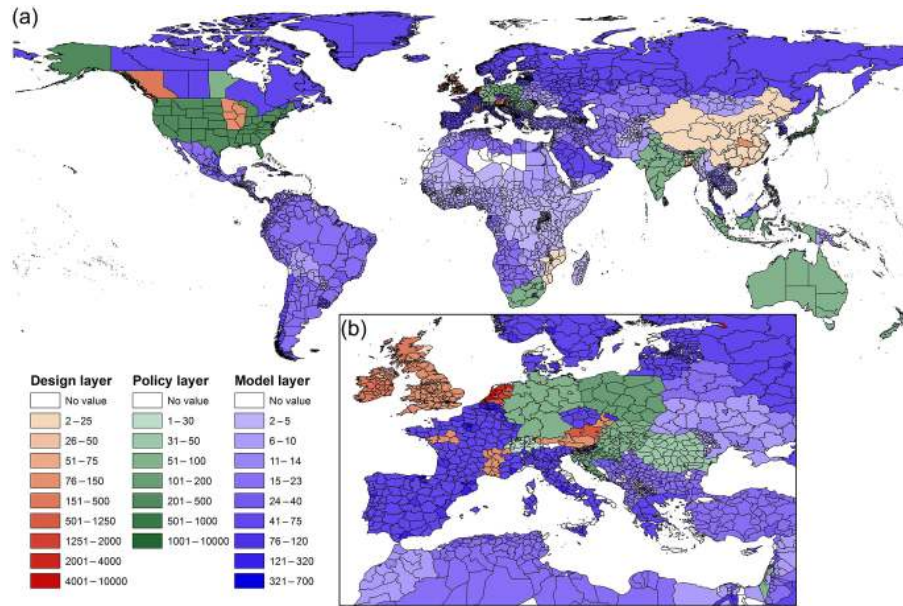 (a)
(b)
Design layer Policy layer Model layer
No value No value No value
2–25 1–30 2–5
26–50 31–50 6–10
51–75 51–100 11–14
76–150 101–200 15–23
151–500 201–500 24–40
501–1250 501–1000 41–75
1251–2000 1001–10000 76–120
2001–4000 121–320
4001–10000 321–700